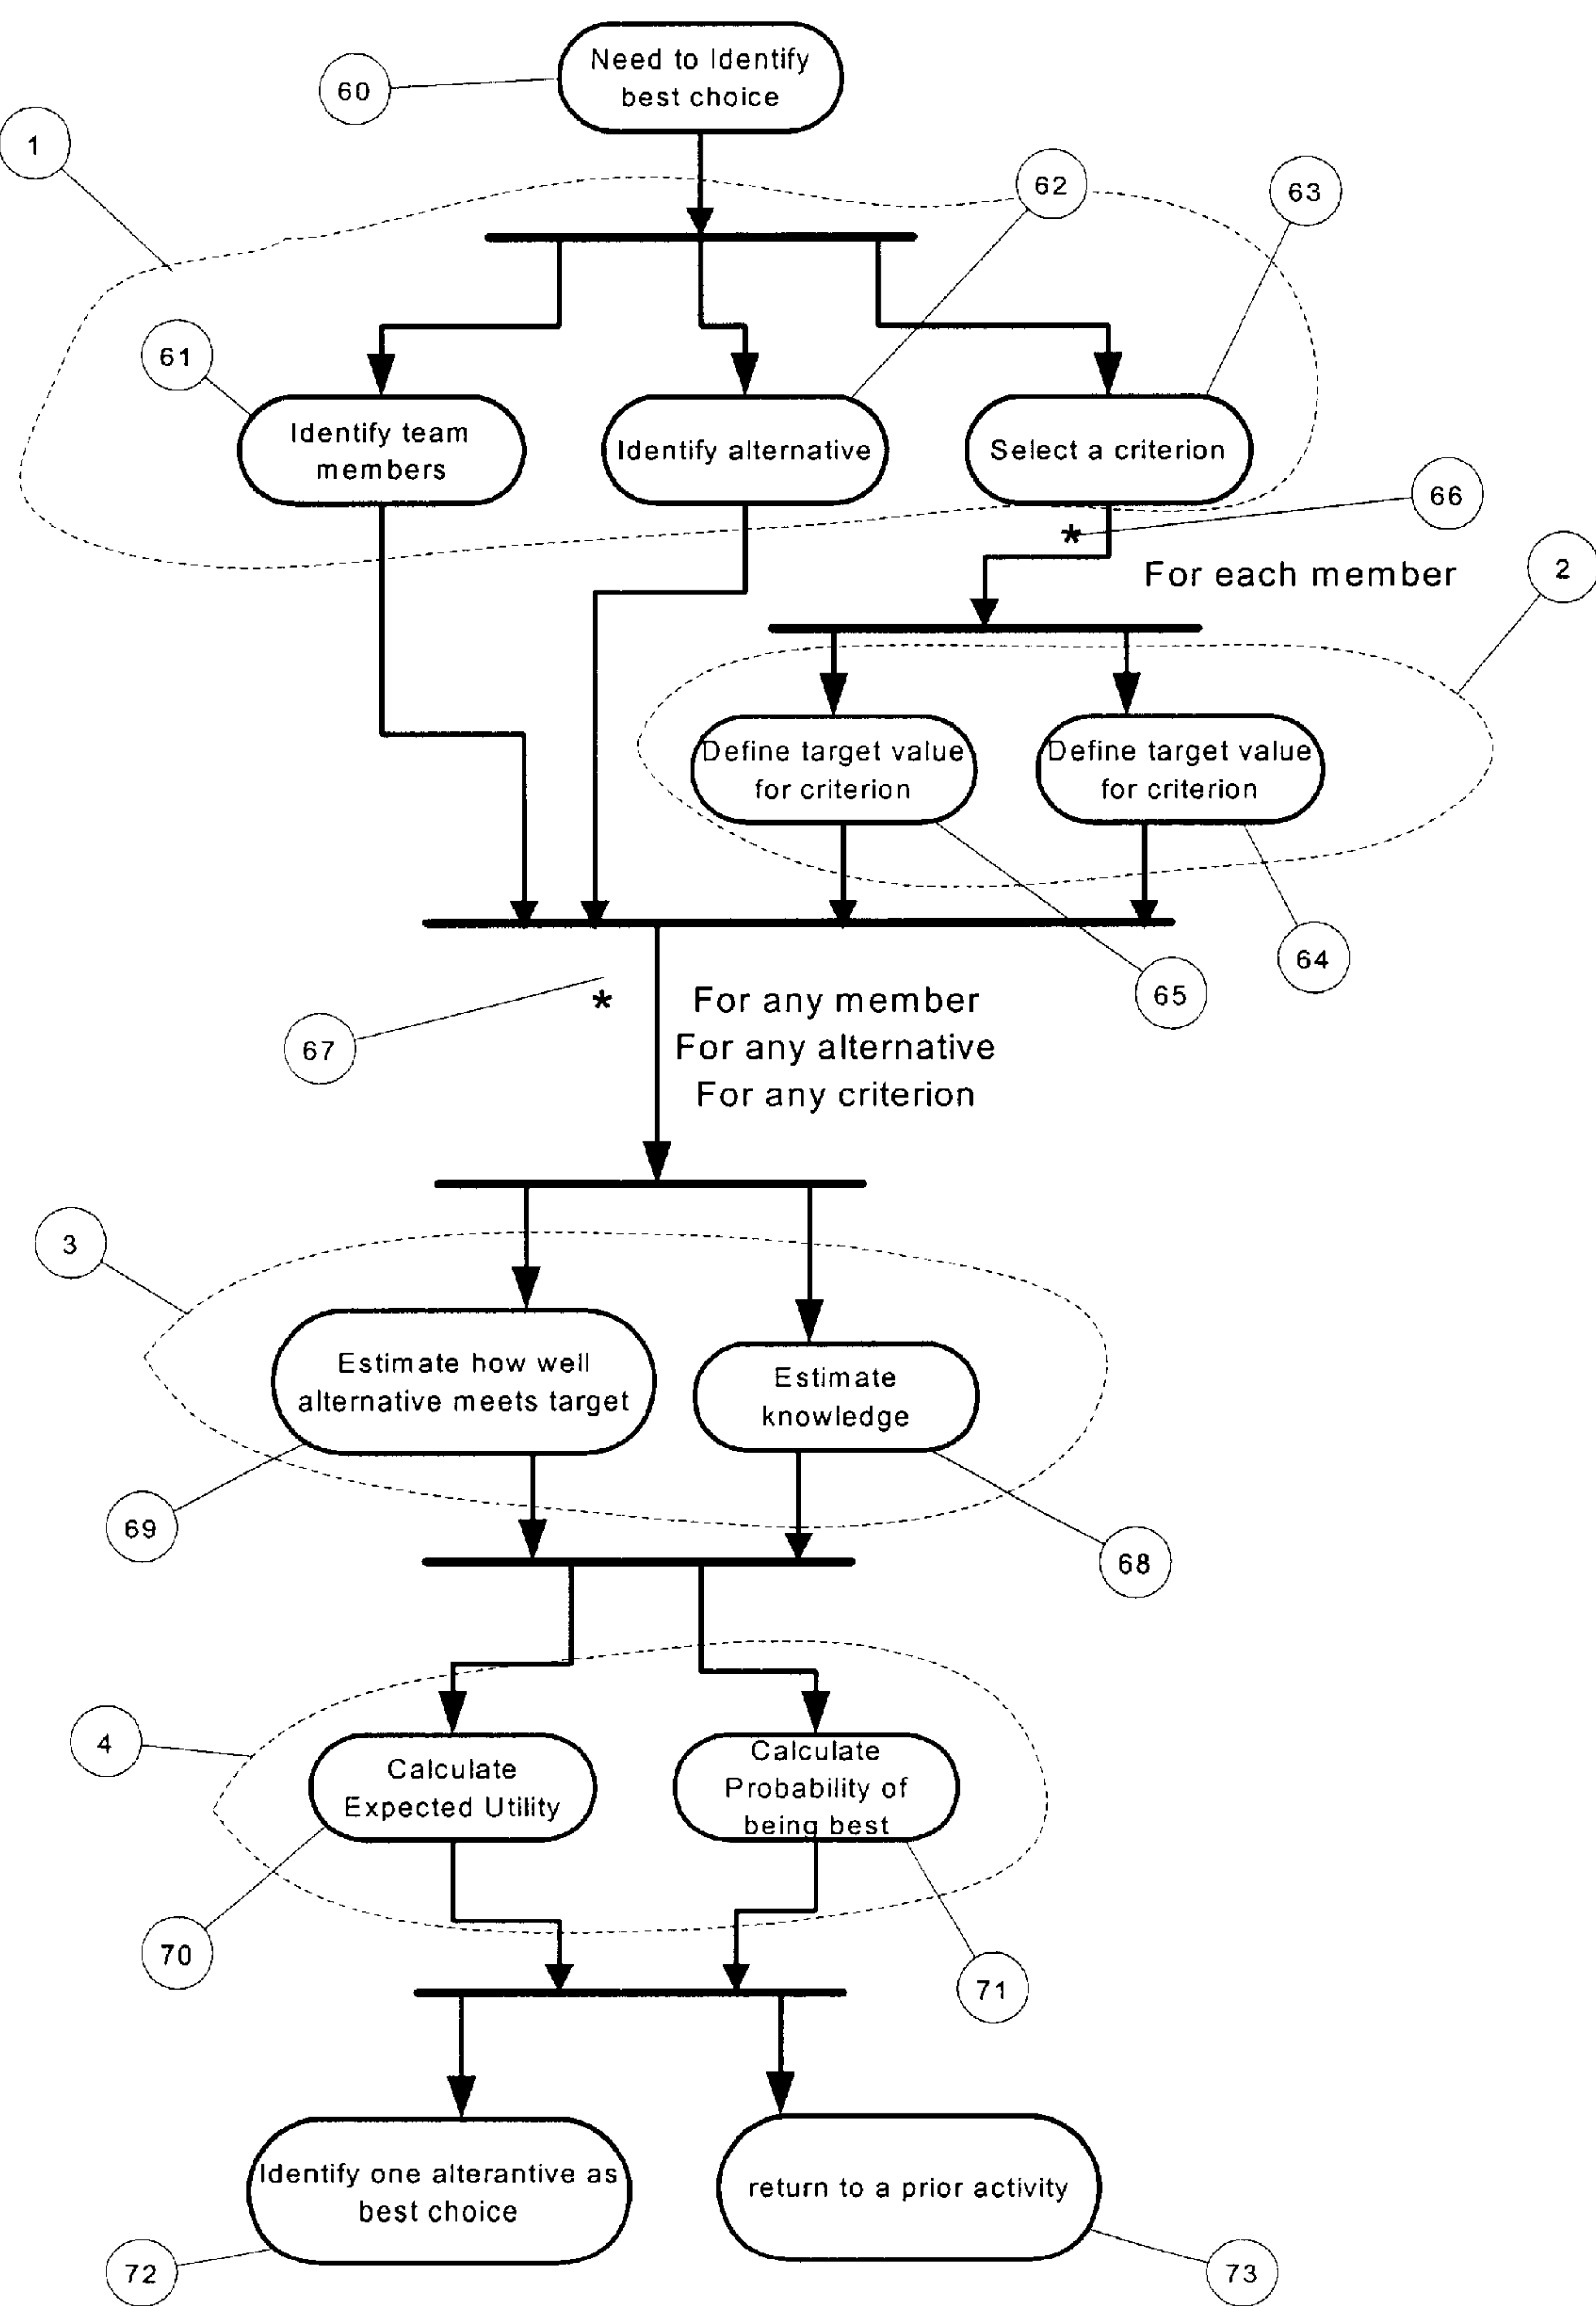 Need to Identify
best choice
60
1
62
63
61
Identify team
members
Identify alternative
Select a criterion
66
*
For each member
2
Define target value
for criterion
Define target value
for criterion
64
65
67
*
For any member
For any alternative
For any criterion
3
Estimate how well
alternative meets target
Estimate
knowledge
69
68
4
Calculate
Expected Utility
Calculate
Probability of
being best
70
71
Identify one alterantive as
best choice
return to a prior activity
72
73